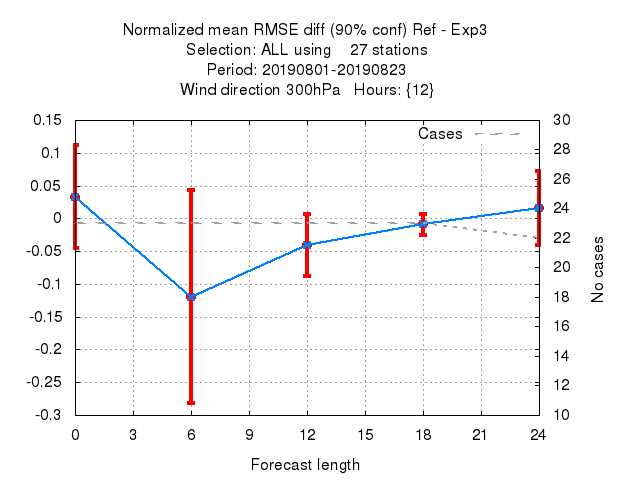 Normalized mean RMSE diff (90% conf) Ref - Exp3
Selection: ALL using    27 stations
Period: 20190801-20190823
Wind direction 300hPa   Hours: {12}
Cases
0.15
0.1
0.05
0
-0.05
-0.1
-0.15
-0.2
-0.25
-0.3
30
28
26
24
22
20
18
16
14
12
10
No cases
0 3 6 9 12 15 18 21 24
Forecast length